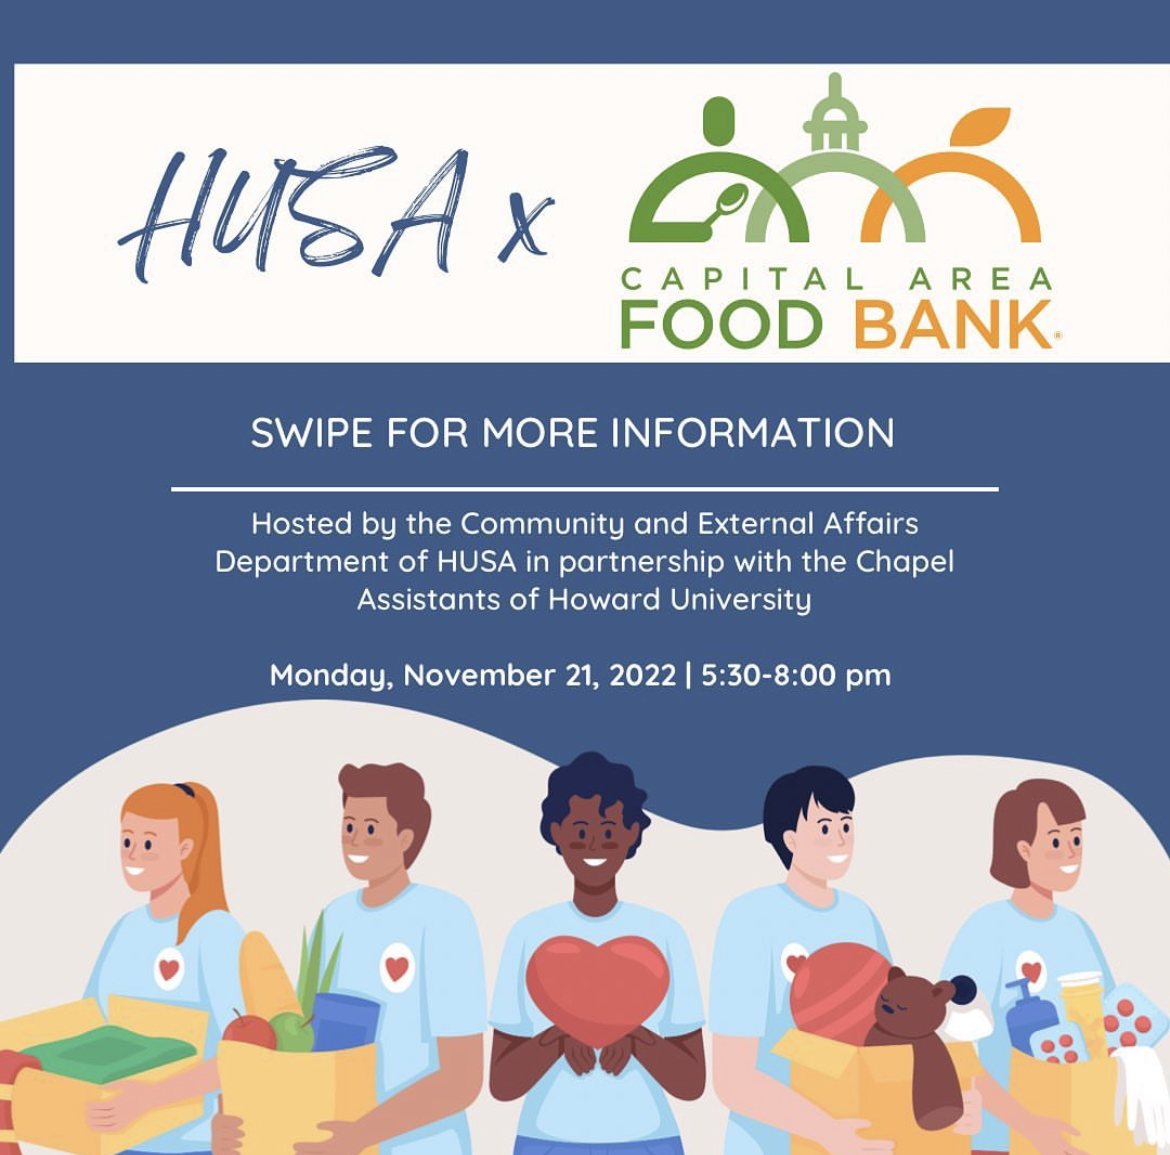 HUSA x
CAPITAL AREA
FOOD BANK®
SWIPE FOR MORE INFORMATION
Hosted by the Community and External Affairs
Department of HUSA in partnership with the Chapel
Assistants of Howard University
Monday, November 21, 2022 | 5:30-8:00 pm